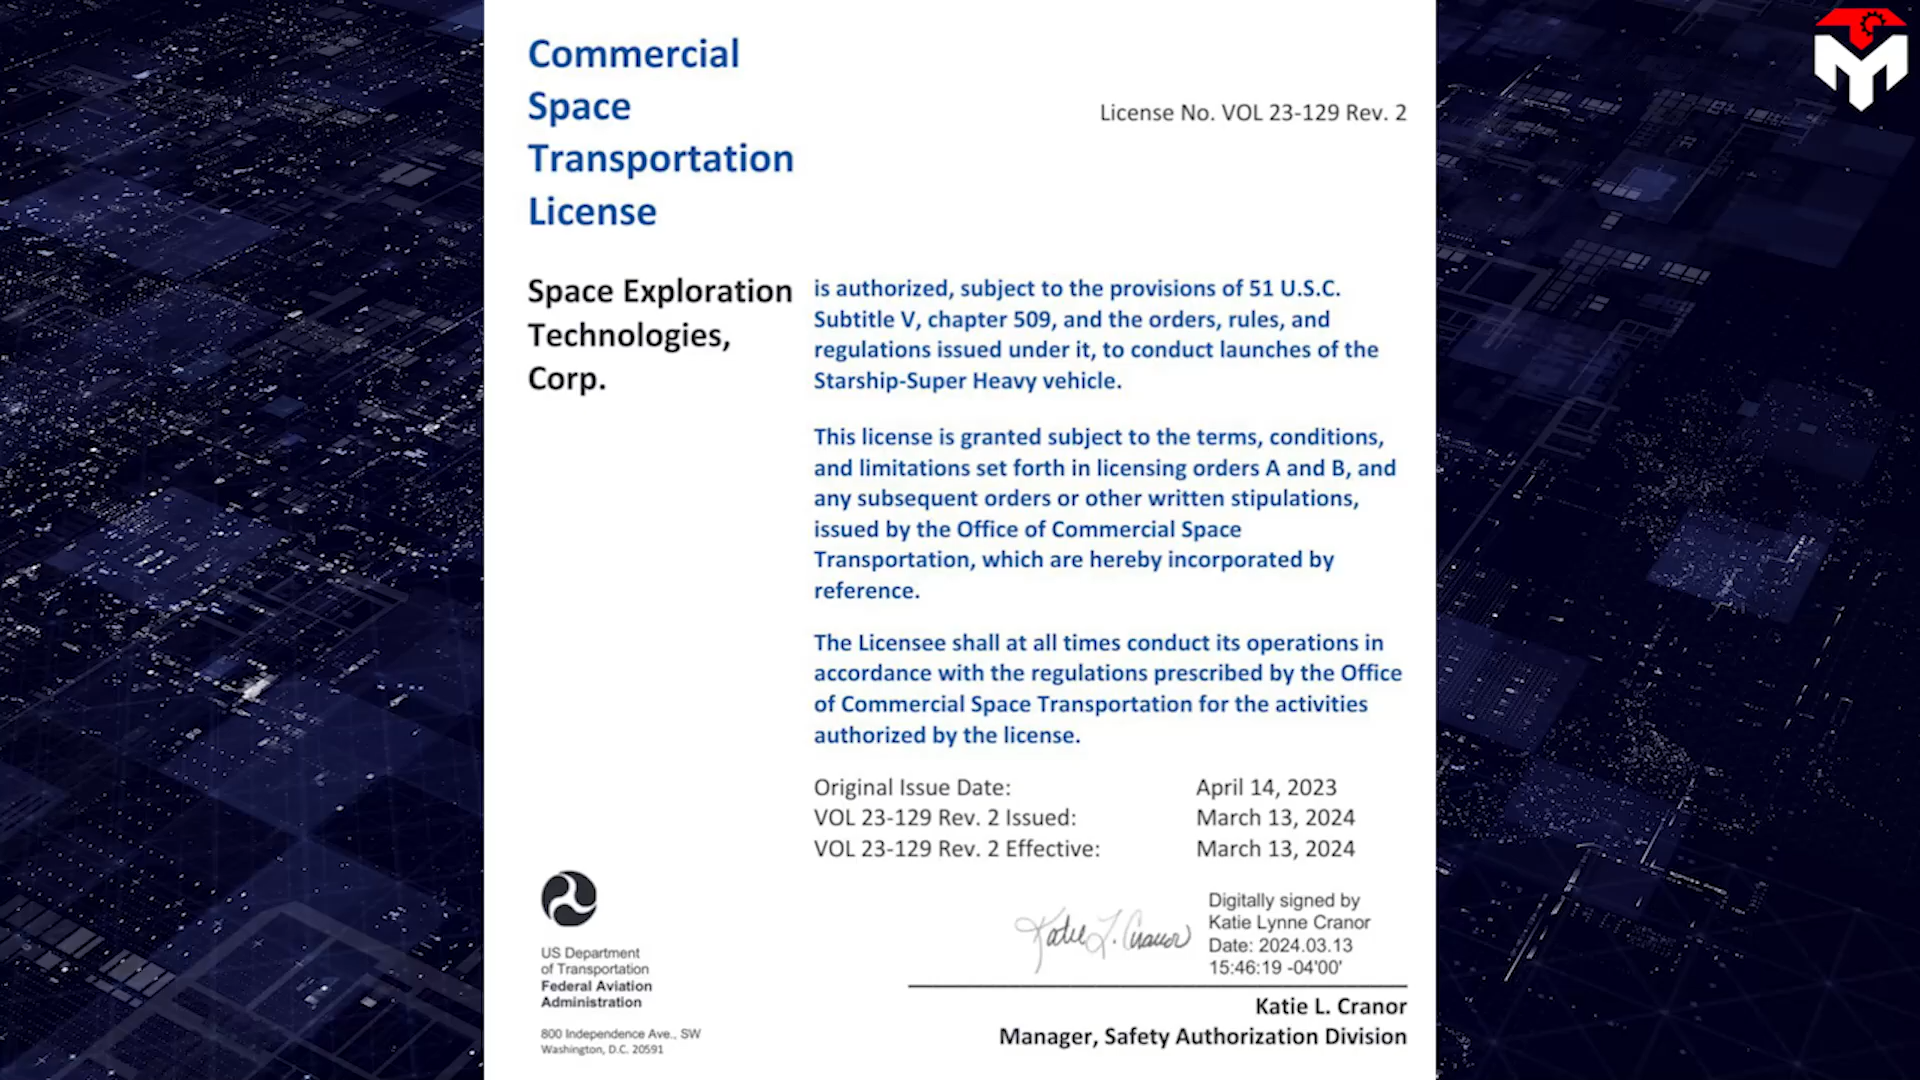 Commercial
Space
Transportation
License
License No. VOL 23-129 Rev. 2
Space Exploration
Technologies,
Corp.
is authorized, subject to the provisions of 51 U.S.C.
Subtitle V, chapter 509, and the orders, rules, and
regulations issued under it, to conduct launches of the
Starship-Super Heavy vehicle.
This license is granted subject to the terms, conditions,
and limitations set forth in licensing orders A and B, and
any subsequent orders or other written stipulations,
issued by the Office of Commercial Space
Transportation, which are hereby incorporated by
reference.
The Licensee shall at all times conduct its operations in
accordance with the regulations prescribed by the Office
of Commercial Space Transportation for the activities
authorized by the license.
Original Issue Date: April 14, 2023
VOL 23-129 Rev. 2 Issued: March 13, 2024
VOL 23-129 Rev. 2 Effective: March 13, 2024
Katie L. Cranor
Digitally signed by
Katie Lynne Cranor
Date: 2024.03.13
15:46:19 -04'00'
Katie L. Cranor
Manager, Safety Authorization Division
US Department
of Transportation
Federal Aviation
Administration
800 Independence Ave., SW
Washington, D.C. 20591